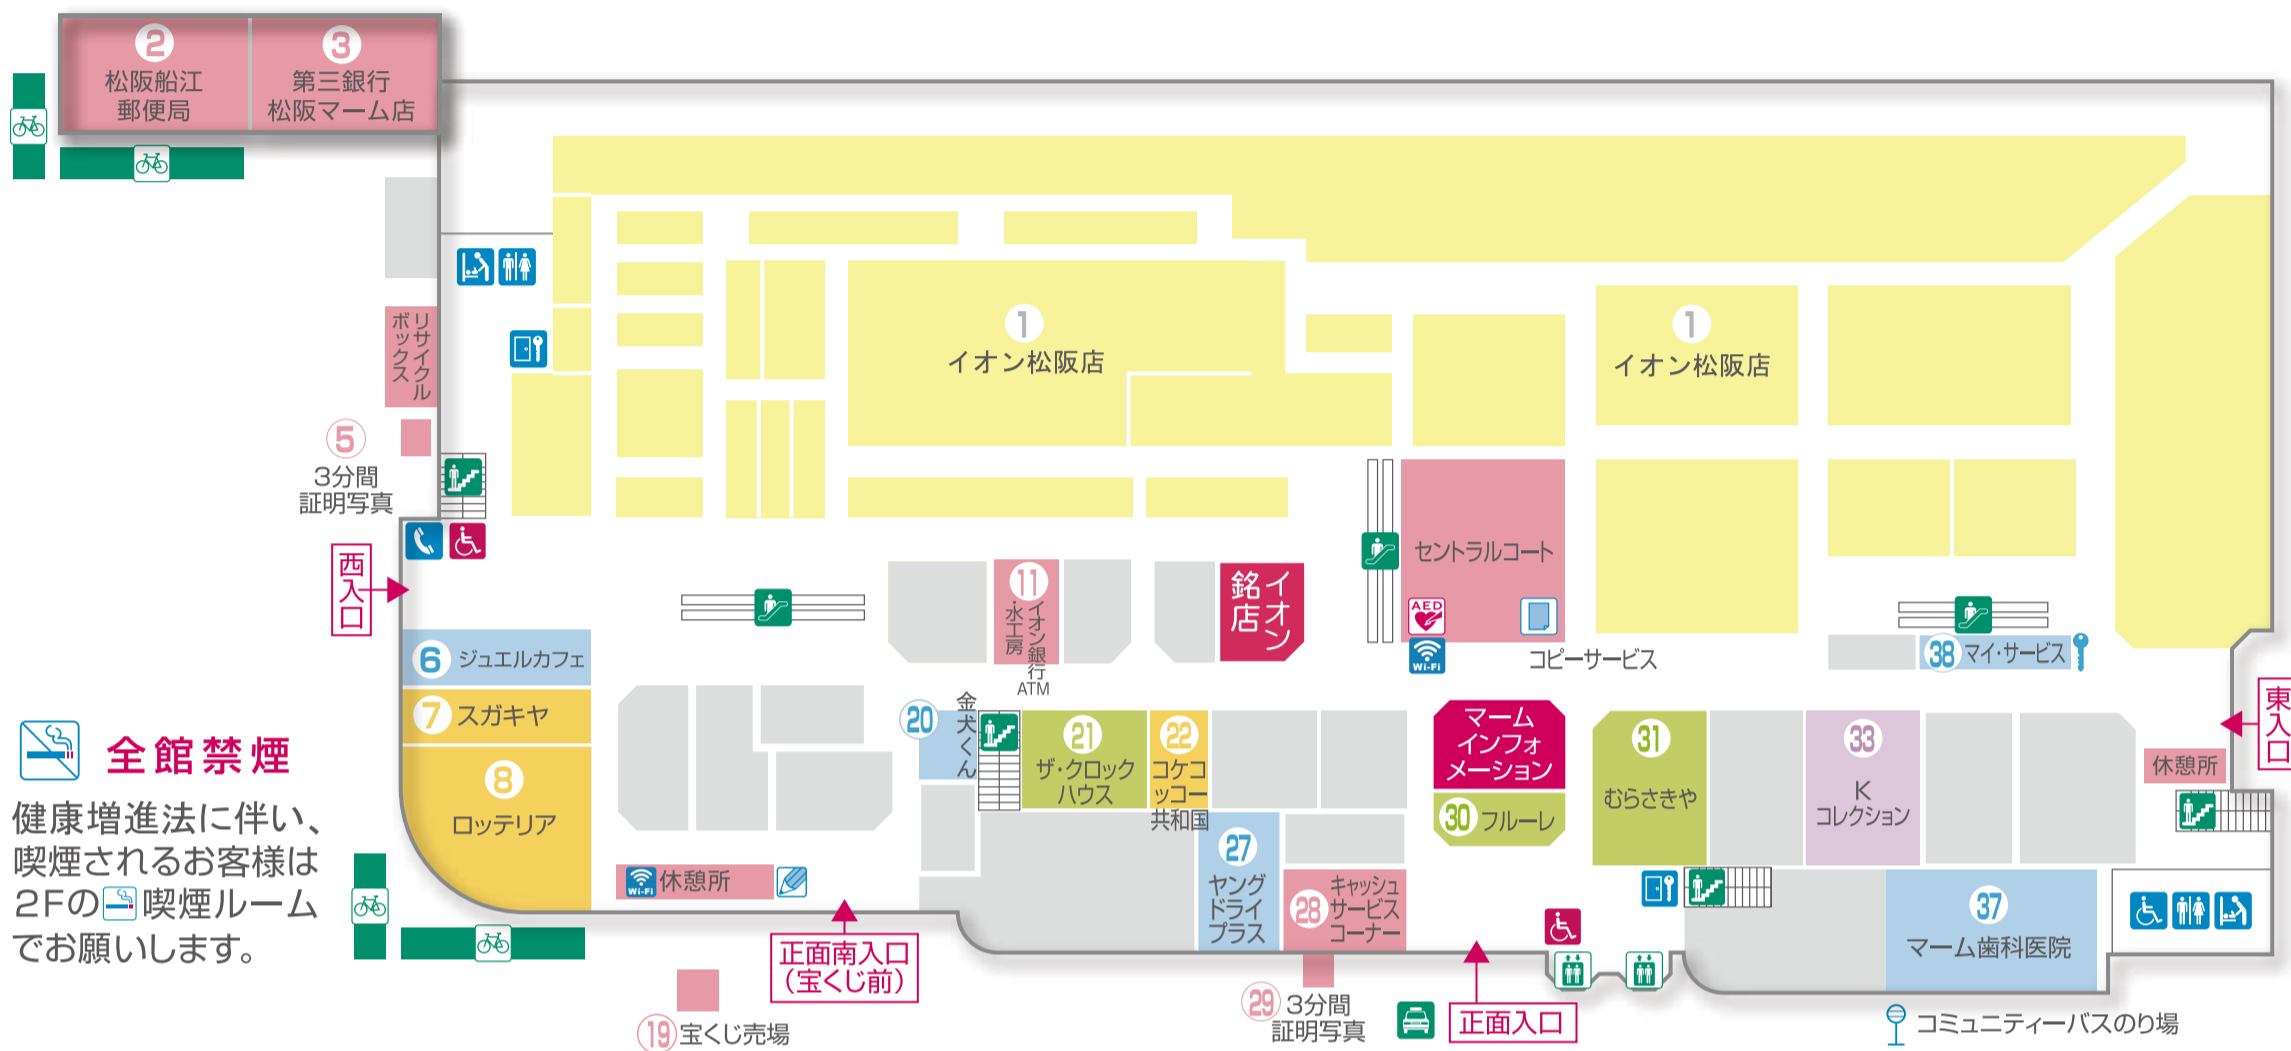 2
松阪船江
郵便局
3
第三銀行
松阪マーム店
リサイクル
ボックス
5
3分間
証明写真
西入口
1
イオン松阪店
1
イオン松阪店
セントラルコート
AED
Wi-Fi
コピーサービス
11
イオン銀行
ATM
・水工房
イオン
銘店
6 ジュエルカフェ
7 スガキヤ
8
ロッテリア
20
金犬くん
21
ザ・クロック
ハウス
22
コケコ
ッコー
共和国
マーム
インフォ
メーション
30 フルーレ
31
むらさきや
33
K
コレクション
38 マイ・サービス
東入口
休憩所
全館禁煙
健康増進法に伴い、
喫煙されるお客様は
2Fの喫煙ルーム
でお願いします。
Wi-Fi 休憩所
27
ヤング
ドライ
プラス
28
キャッシュ
サービス
コーナー
37
マーム歯科医院
正面南入口
(宝くじ前)
19 宝くじ売場
29 3分間
証明写真
正面入口
コミュニティーバスのり場